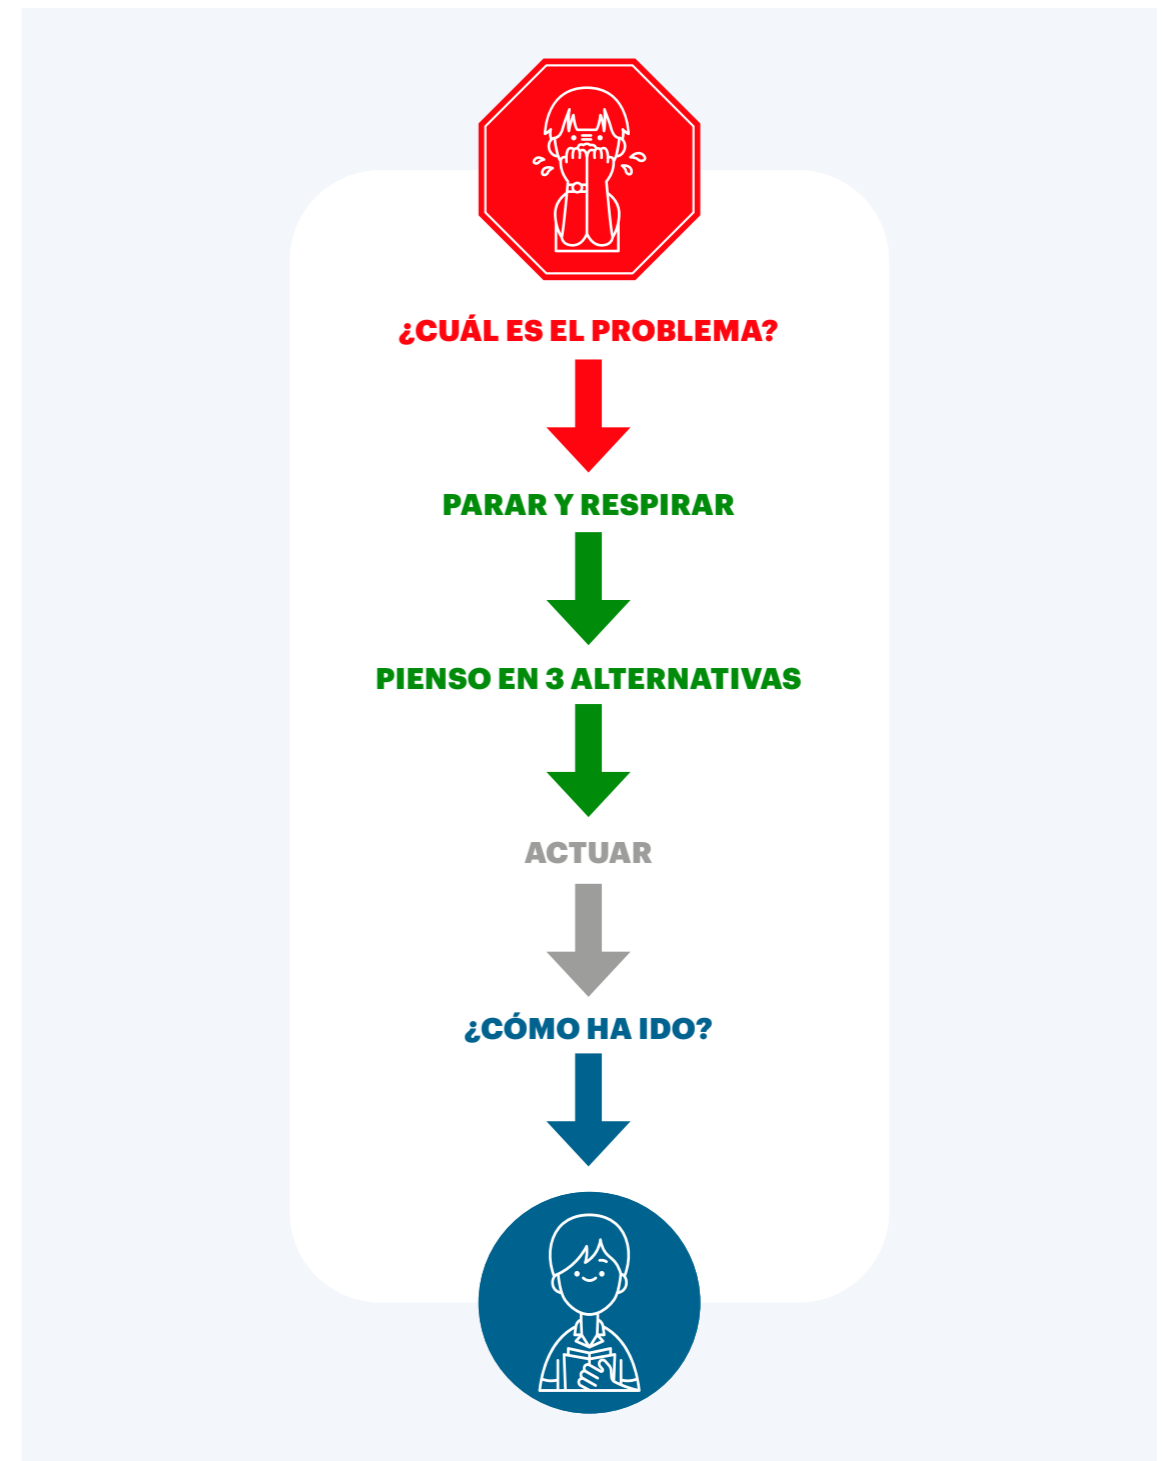 ¿CUÁL ES EL PROBLEMA?
PARAR Y RESPIRAR
PIENSO EN 3 ALTERNATIVAS
ACTUAR
¿CÓMO HA IDO?